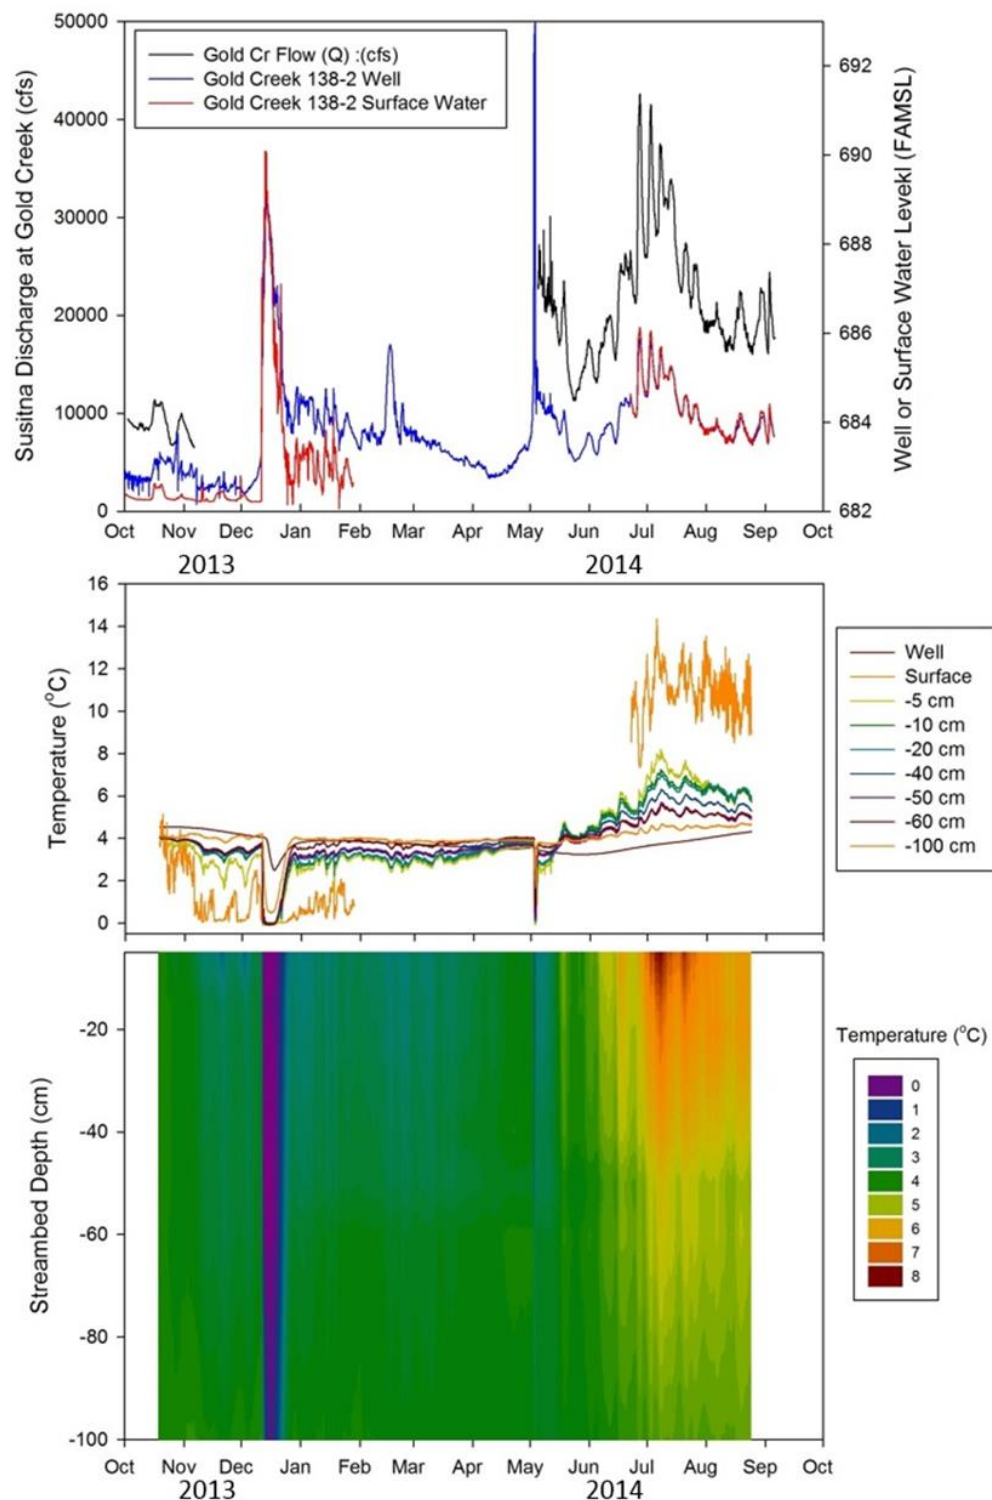 50000
40000
30000
20000
10000
0
Susitna Discharge at Gold Creek (cfs)
Gold Cr Flow (Q) :(cfs)
Gold Creek 138-2 Well
Gold Creek 138-2 Surface Water
692
690
688
686
684
682
Well or Surface Water Levekl (FAMSL)
Oct Nov Dec Jan Feb Mar Apr May Jun Jul Aug Sep Oct
2013 2014
16
14
12
10
8
6
4
2
0
Temperature (°C)
Well
Surface
-5 cm
-10 cm
-20 cm
-40 cm
-50 cm
-60 cm
-100 cm
-20
-40
-60
-80
-100
Streambed Depth (cm)
Temperature (°C)
0
1
2
3
4
5
6
7
8
Oct Nov Dec Jan Feb Mar Apr May Jun Jul Aug Sep Oct
2013 2014